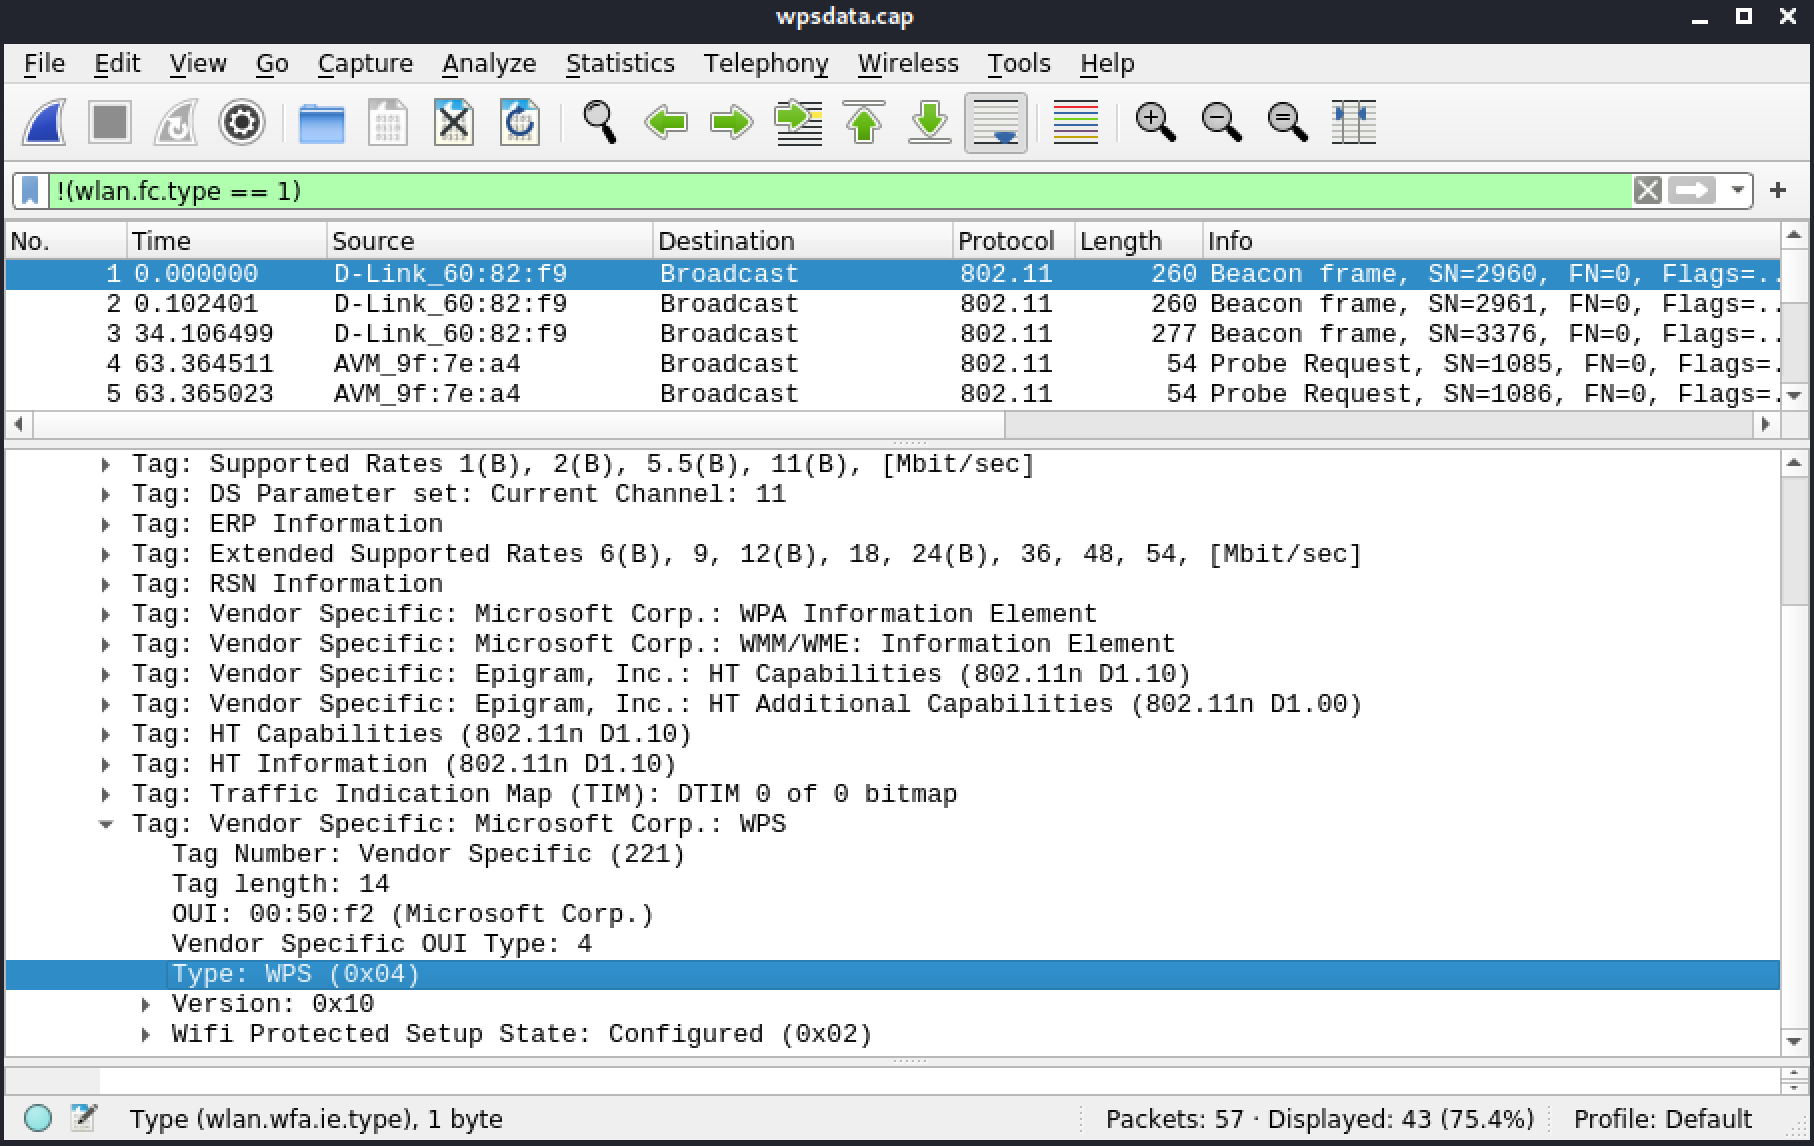 wpsdata.cap
File Edit View Go Capture Analyze Statistics Telephony Wireless Tools Help
!(wlan.fc.type == 1)
No. Time Source Destination Protocol Length Info
1 0.000000 D-Link_60:82:f9 Broadcast 802.11 260 Beacon frame, SN=2960, FN=0, Flags=..
2 0.102401 D-Link_60:82:f9 Broadcast 802.11 260 Beacon frame, SN=2961, FN=0, Flags=..
3 34.106499 D-Link_60:82:f9 Broadcast 802.11 277 Beacon frame, SN=3376, FN=0, Flags=..
4 63.364511 AVM_9f:7e:a4 Broadcast 802.11 54 Probe Request, SN=1085, FN=0, Flags=.
5 63.365023 AVM_9f:7e:a4 Broadcast 802.11 54 Probe Request, SN=1086, FN=0, Flags=.
Tag: Supported Rates 1(B), 2(B), 5.5(B), 11(B), [Mbit/sec]
Tag: DS Parameter set: Current Channel: 11
Tag: ERP Information
Tag: Extended Supported Rates 6(B), 9, 12(B), 18, 24(B), 36, 48, 54, [Mbit/sec]
Tag: RSN Information
Tag: Vendor Specific: Microsoft Corp.: WPA Information Element
Tag: Vendor Specific: Microsoft Corp.: WMM/WME: Information Element
Tag: Vendor Specific: Epigram, Inc.: HT Capabilities (802.11n D1.10)
Tag: Vendor Specific: Epigram, Inc.: HT Additional Capabilities (802.11n D1.00)
Tag: HT Capabilities (802.11n D1.10)
Tag: HT Information (802.11n D1.10)
Tag: Traffic Indication Map (TIM): DTIM 0 of 0 bitmap
Tag: Vendor Specific: Microsoft Corp.: WPS
Tag Number: Vendor Specific (221)
Tag length: 14
OUI: 00:50:f2 (Microsoft Corp.)
Vendor Specific OUI Type: 4
Type: WPS (0x04)
Version: 0x10
Wifi Protected Setup State: Configured (0x02)
Type (wlan.wfa.ie.type), 1 byte Packets: 57 · Displayed: 43 (75.4%) Profile: Default